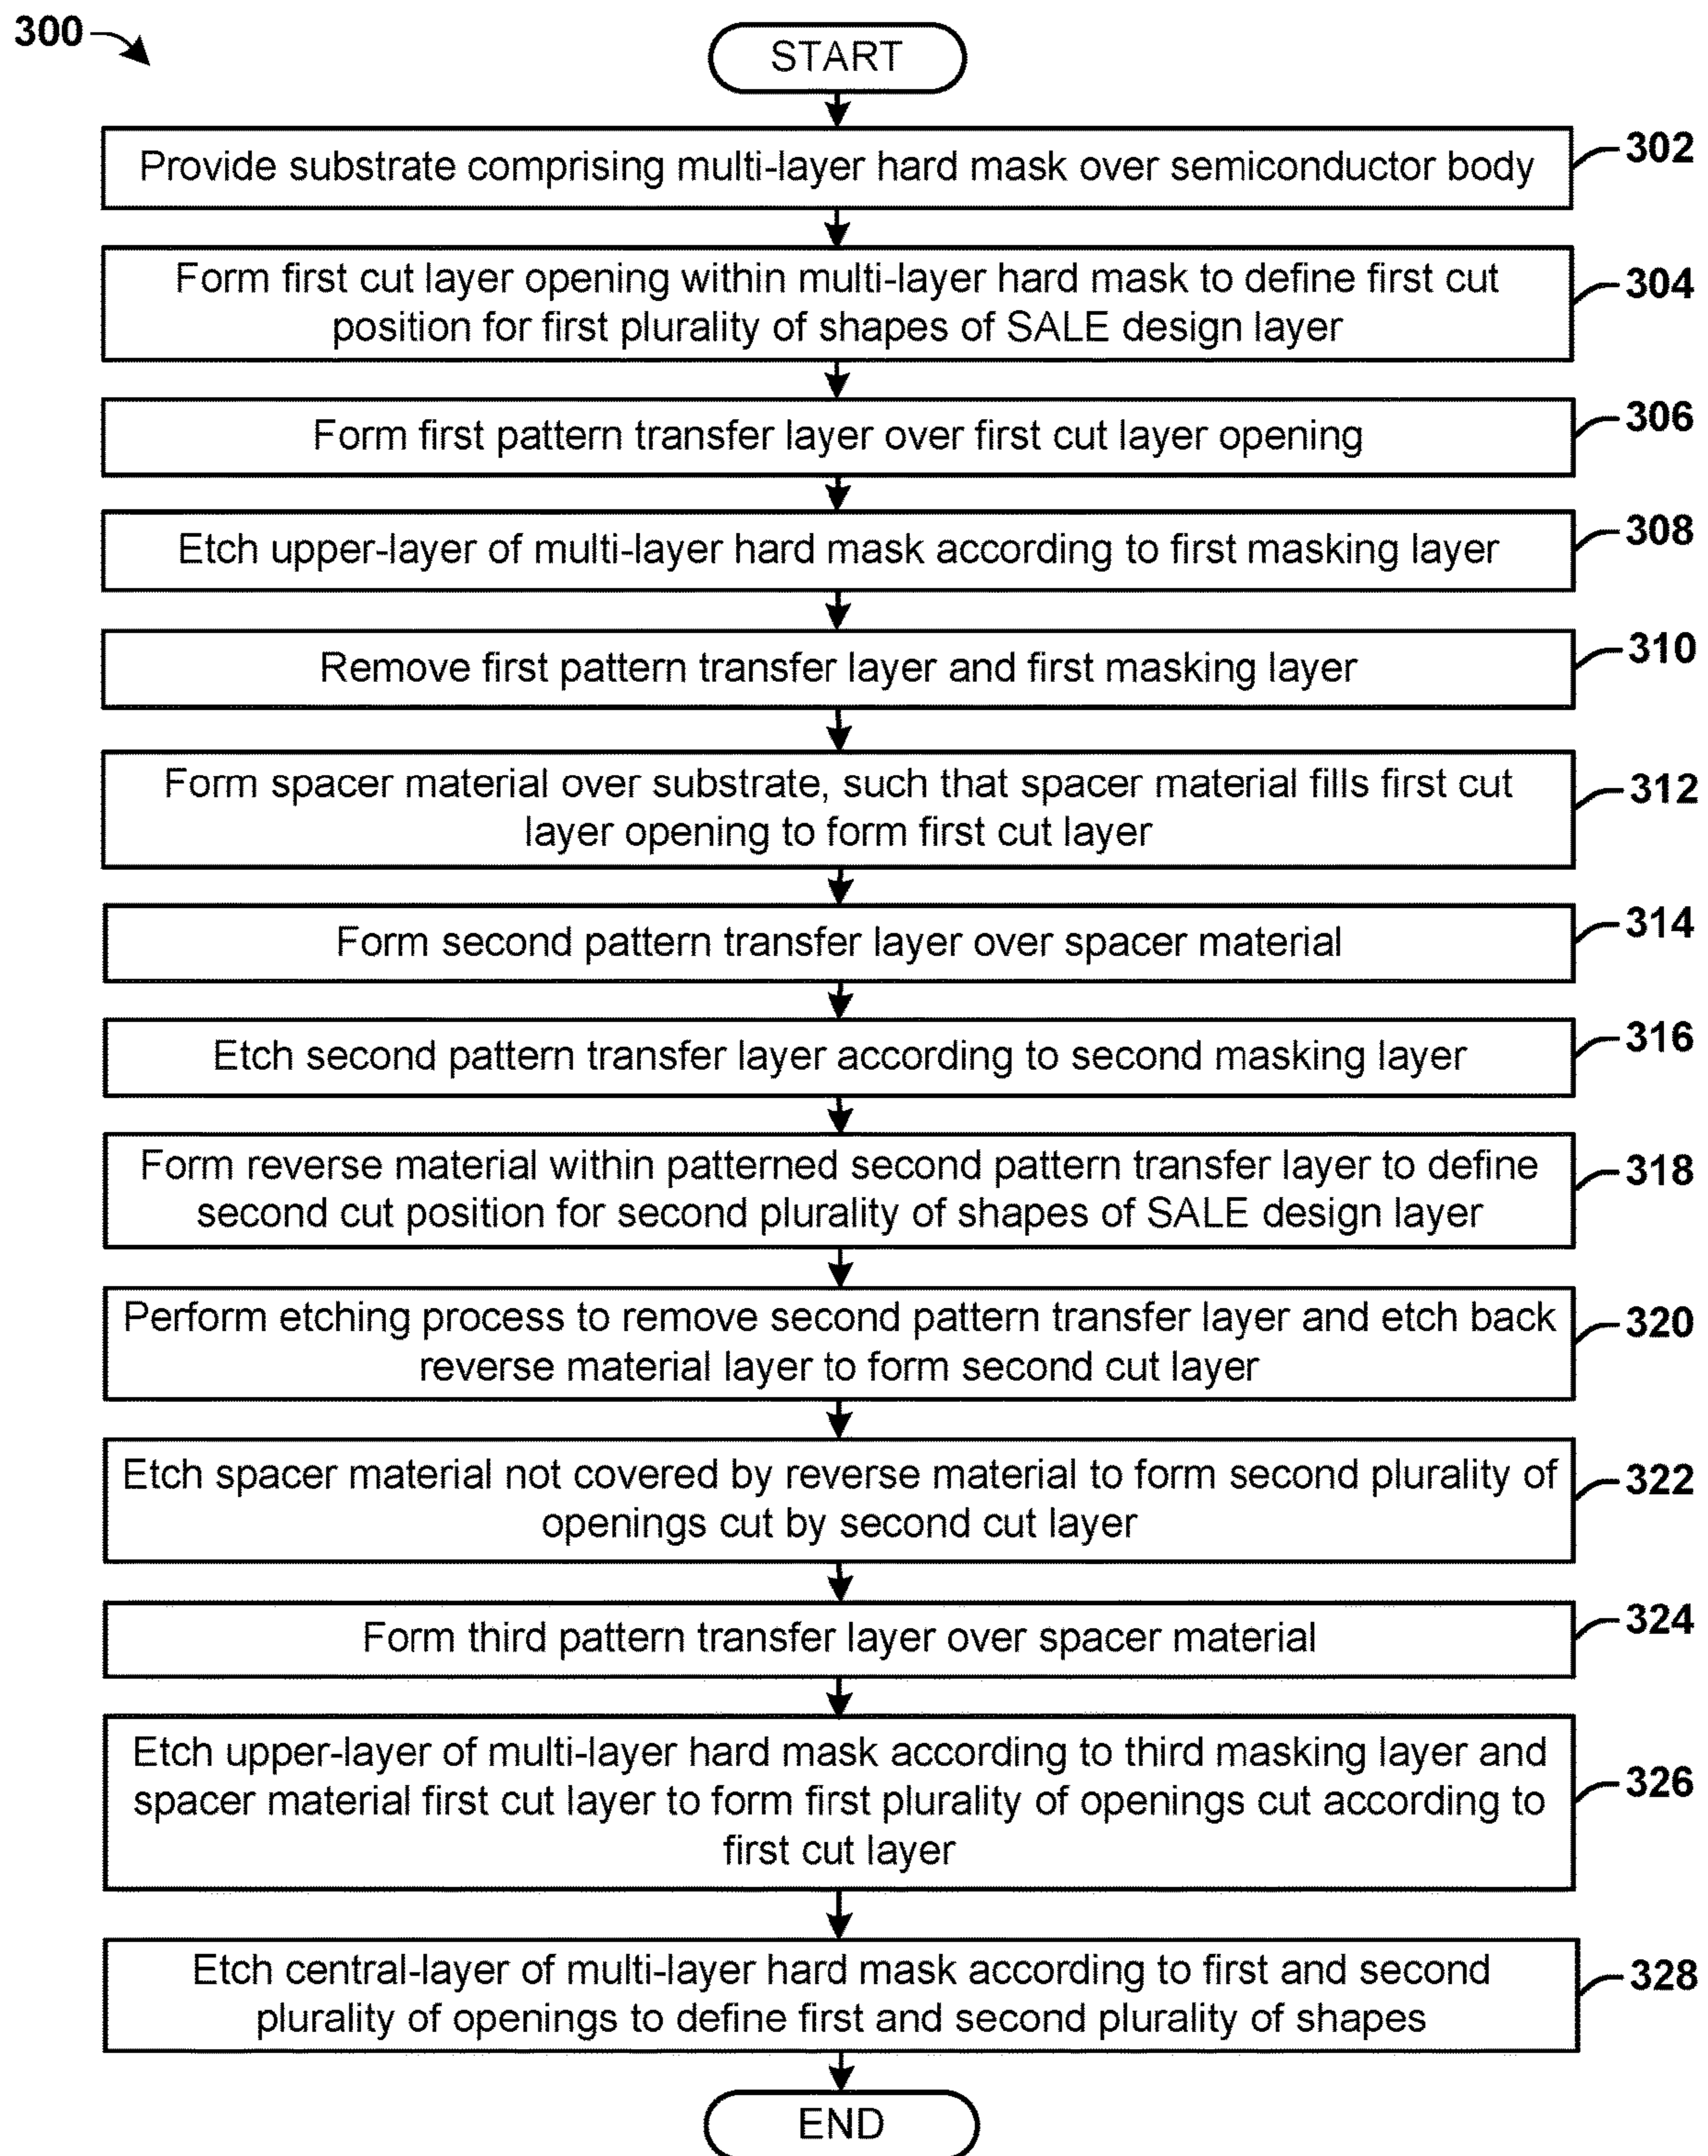 300
START
Provide substrate comprising multi-layer hard mask over semiconductor body
302
Form first cut layer opening within multi-layer hard mask to define first cut
position for first plurality of shapes of SALE design layer
304
Form first pattern transfer layer over first cut layer opening
306
Etch upper-layer of multi-layer hard mask according to first masking layer
308
Remove first pattern transfer layer and first masking layer
310
Form spacer material over substrate, such that spacer material fills first cut
layer opening to form first cut layer
312
Form second pattern transfer layer over spacer material
314
Etch second pattern transfer layer according to second masking layer
316
Form reverse material within patterned second pattern transfer layer to define
second cut position for second plurality of shapes of SALE design layer
318
Perform etching process to remove second pattern transfer layer and etch back
reverse material layer to form second cut layer
320
Etch spacer material not covered by reverse material to form second plurality of
openings cut by second cut layer
322
Form third pattern transfer layer over spacer material
324
Etch upper-layer of multi-layer hard mask according to third masking layer and
spacer material first cut layer to form first plurality of openings cut according to
first cut layer
326
Etch central-layer of multi-layer hard mask according to first and second
plurality of openings to define first and second plurality of shapes
328
END